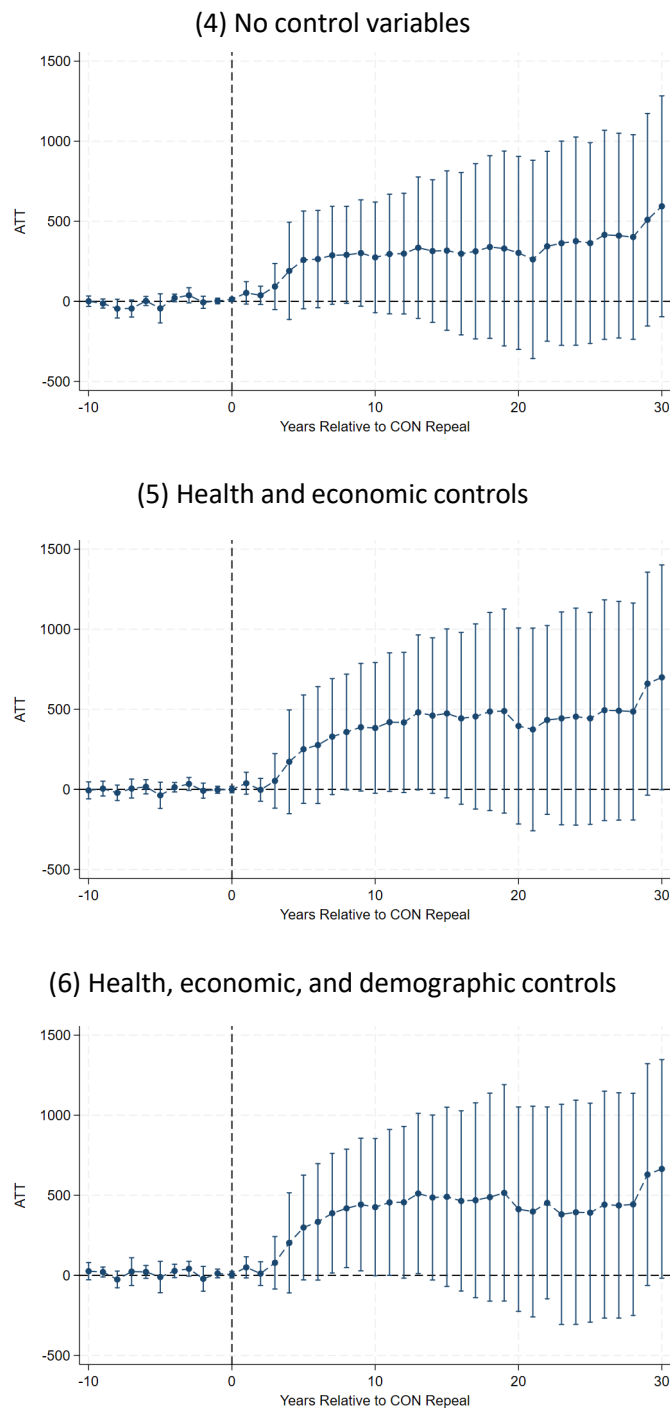 (4) No control variables
1500
1000
500
0
-500
ATT
-10 0 10 20 30
Years Relative to CON Repeal
(5) Health and economic controls
1500
1000
500
0
-500
ATT
-10 0 10 20 30
Years Relative to CON Repeal
(6) Health, economic, and demographic controls
1500
1000
500
0
-500
ATT
-10 0 10 20 30
Years Relative to CON Repeal